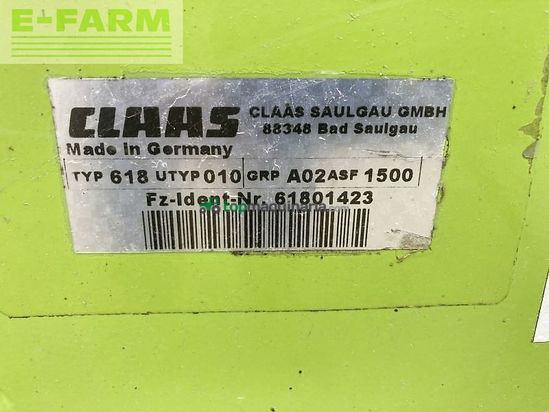 E-FARM
CLAAS
CLAAS SAULGAU GMBH
88348 Bad Saulgau
Made in Germany
TYP 618 UTYP 010 GRP A02 ASF 1500
Fz-Ident-Nr. 61801423
topmaquinaria